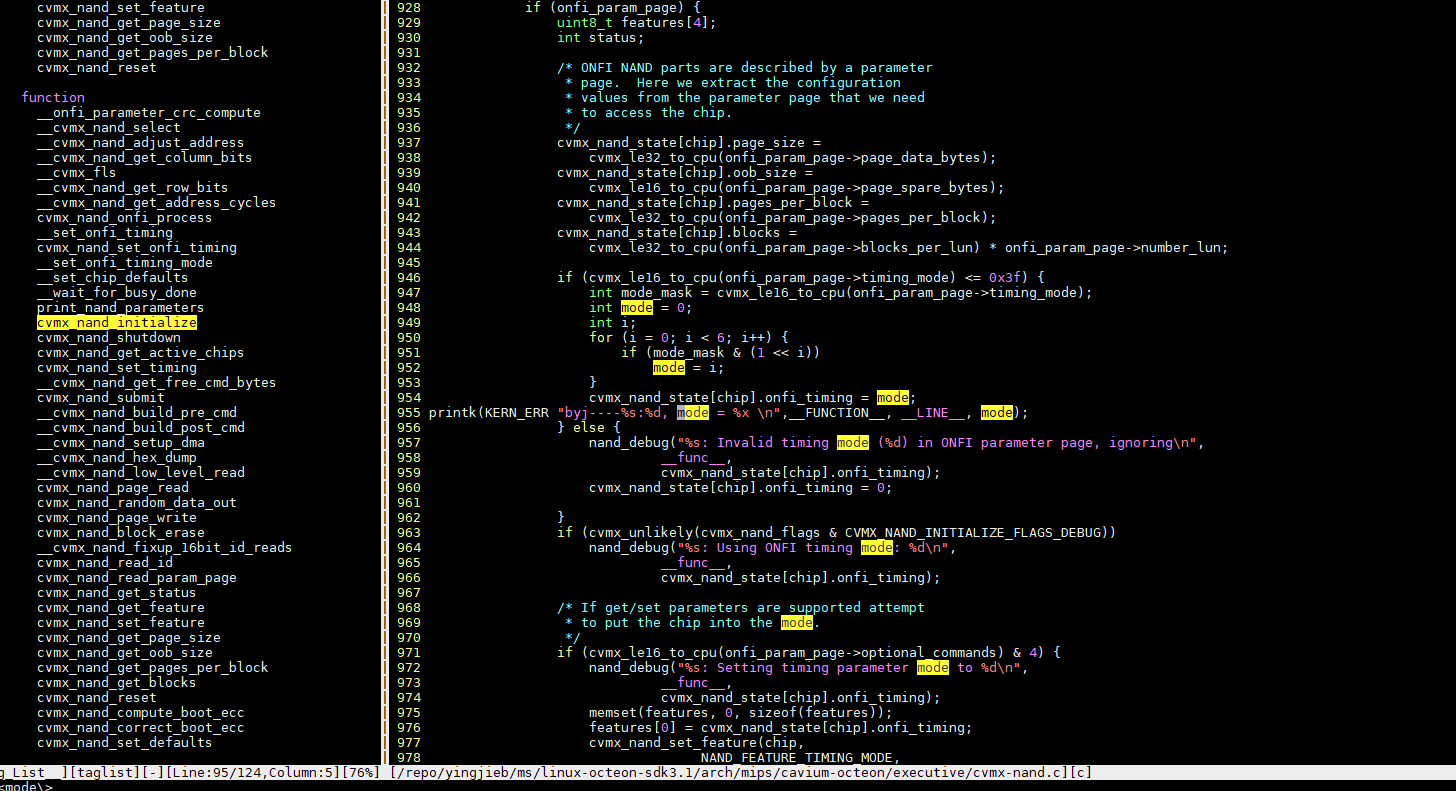 cvmx_nand_set_feature
cvmx_nand_get_page_size
cvmx_nand_get_oob_size
cvmx_nand_get_pages_per_block
cvmx_nand_reset
function
__onfi_parameter_crc_compute
__cvmx_nand_select
__cvmx_nand_adjust_address
__cvmx_nand_get_column_bits
__cvmx_fls
__cvmx_nand_get_row_bits
__cvmx_nand_get_address_cycles
cvmx_nand_onfi_process
__set_onfi_timing
cvmx_nand_set_onfi_timing
__set_onfi_timing_mode
__set_chip_defaults
__wait_for_busy_done
print_nand_parameters
cvmx_nand_initialize
cvmx_nand_shutdown
cvmx_nand_get_active_chips
cvmx_nand_set_timing
__cvmx_nand_get_free_cmd_bytes
cvmx_nand_submit
__cvmx_nand_build_pre_cmd
__cvmx_nand_build_post_cmd
__cvmx_nand_setup_dma
__cvmx_nand_hex_dump
__cvmx_nand_low_level_read
cvmx_nand_page_read
cvmx_nand_random_data_out
cvmx_nand_page_write
cvmx_nand_block_erase
__cvmx_nand_fixup_16bit_id_reads
cvmx_nand_read_id
cvmx_nand_read_param_page
cvmx_nand_get_status
cvmx_nand_get_feature
cvmx_nand_set_feature
cvmx_nand_get_page_size
cvmx_nand_get_oob_size
cvmx_nand_get_pages_per_block
cvmx_nand_get_blocks
cvmx_nand_reset
cvmx_nand_compute_boot_ecc
cvmx_nand_correct_boot_ecc
cvmx_nand_set_defaults
928 if (onfi_param_page) {
929 uint8_t features[4];
930 int status;
931
932 /* ONFI NAND parts are described by a parameter
933 * page.  Here we extract the configuration
934 * values from the parameter page that we need
935 * to access the chip.
936 */
937 cvmx_nand_state[chip].page_size =
938 cvmx_le32_to_cpu(onfi_param_page->page_data_bytes);
939 cvmx_nand_state[chip].oob_size =
940 cvmx_le16_to_cpu(onfi_param_page->page_spare_bytes);
941 cvmx_nand_state[chip].pages_per_block =
942 cvmx_le32_to_cpu(onfi_param_page->pages_per_block);
943 cvmx_nand_state[chip].blocks =
944 cvmx_le32_to_cpu(onfi_param_page->blocks_per_lun) * onfi_param_page->number_lun;
945
946 if (cvmx_le16_to_cpu(onfi_param_page->timing_mode) <= 0x3f) {
947 int mode_mask = cvmx_le16_to_cpu(onfi_param_page->timing_mode);
948 int mode = 0;
949 int i;
950 for (i = 0; i < 6; i++) {
951 if (mode_mask & (1 << i))
952 mode = i;
953 }
954 cvmx_nand_state[chip].onfi_timing = mode;
955 printk(KERN_ERR "byj----%s:%d, mode = %x \n",__FUNCTION__, __LINE__, mode);
956 } else {
957 nand_debug("%s: Invalid timing mode (%d) in ONFI parameter page, ignoring\n",
958 __func__,
959 cvmx_nand_state[chip].onfi_timing);
960 cvmx_nand_state[chip].onfi_timing = 0;
961
962 }
963 if (cvmx_unlikely(cvmx_nand_flags & CVMX_NAND_INITIALIZE_FLAGS_DEBUG))
964 nand_debug("%s: Using ONFI timing mode: %d\n",
965 __func__,
966 cvmx_nand_state[chip].onfi_timing);
967
968 /* If get/set parameters are supported attempt
969 * to put the chip into the mode.
970 */
971 if (cvmx_le16_to_cpu(onfi_param_page->optional_commands) & 4) {
972 nand_debug("%s: Setting timing parameter mode to %d\n",
973 __func__,
974 cvmx_nand_state[chip].onfi_timing);
975 memset(features, 0, sizeof(features));
976 features[0] = cvmx_nand_state[chip].onfi_timing;
977 cvmx_nand_set_feature(chip,
978 NAND_FEATURE_TIMING_MODE,
g_List__][taglist][-][Line:95/124,Column:5][76%] [/repo/yingjieb/ms/linux-octeon-sdk3.1/arch/mips/cavium-octeon/executive/cvmx-nand.c][c]
<mode\>